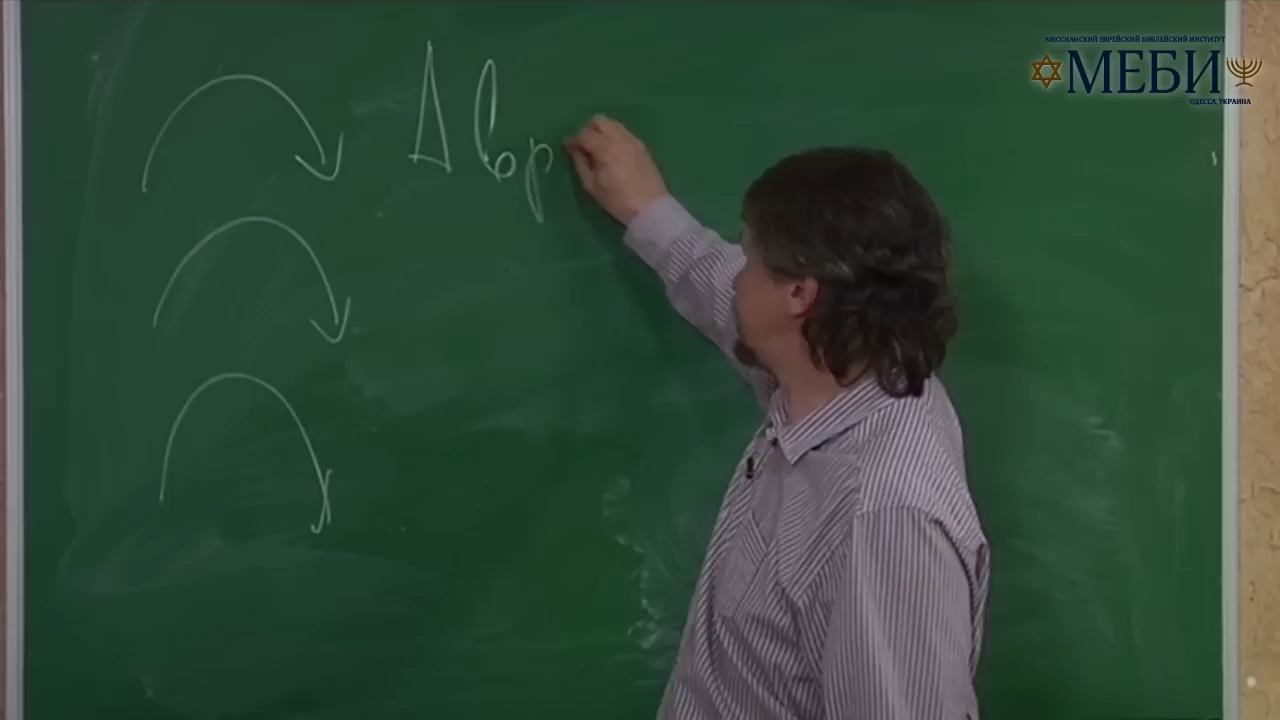 МЕССИАНСКИЙ ЕВРЕЙСКИЙ БИБЛЕЙСКИЙ ИНСТИТУТ
МЕБИ
ОДЕССА, УКРАИНА
Авр